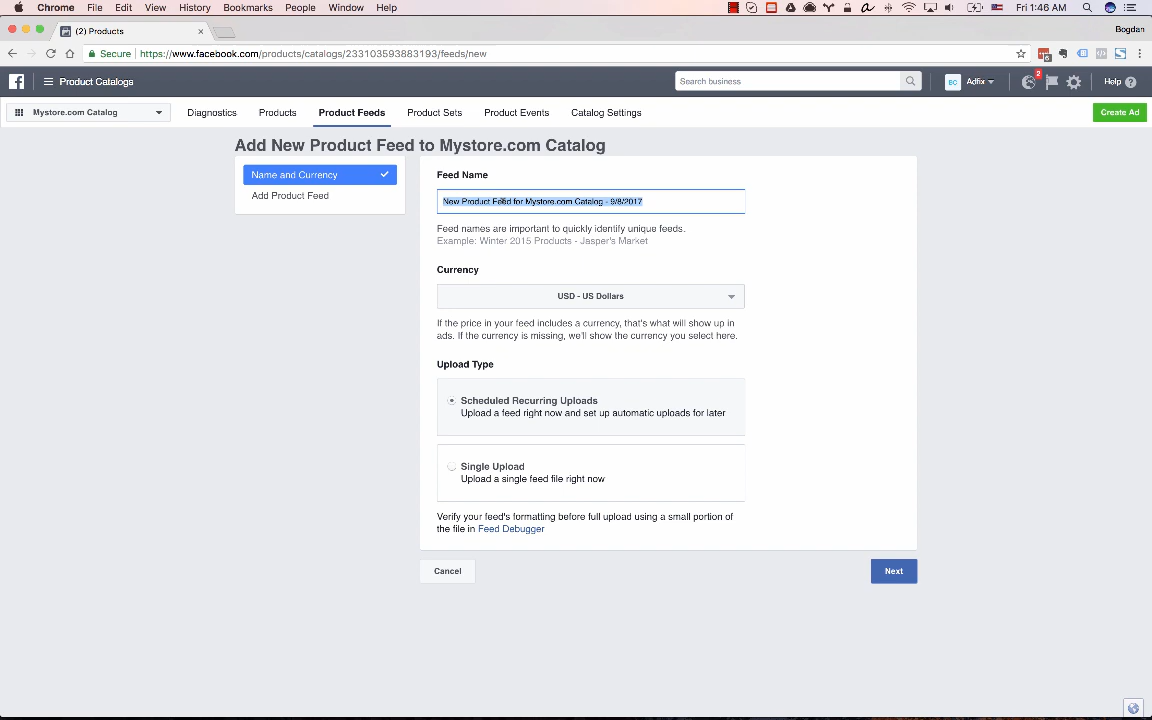 Chrome File Edit View History Bookmarks People Window Help Fri 1:46 AM
(2) Products
Bogdan
Secure https://www.facebook.com/products/catalogs/233103593883193/feeds/new
Product Catalogs Search business EC Adfix 2 Help
Mystore.com Catalog Diagnostics Products Product Feeds Product Sets Product Events Catalog Settings Create Ad
Add New Product Feed to Mystore.com Catalog
Name and Currency
Add Product Feed
Feed Name
New Product Feed for Mystore.com Catalog - 9/8/2017
Feed names are important to quickly identify unique feeds.
Example: Winter 2015 Products - Jasper's Market
Currency
USD - US Dollars
If the price in your feed includes a currency, that's what will show up in
ads. If the currency is missing, we'll show the currency you select here.
Upload Type
Scheduled Recurring Uploads
Upload a feed right now and set up automatic uploads for later
Single Upload
Upload a single feed file right now
Verify your feed's formatting before full upload using a small portion of
the file in Feed Debugger
Cancel
Next